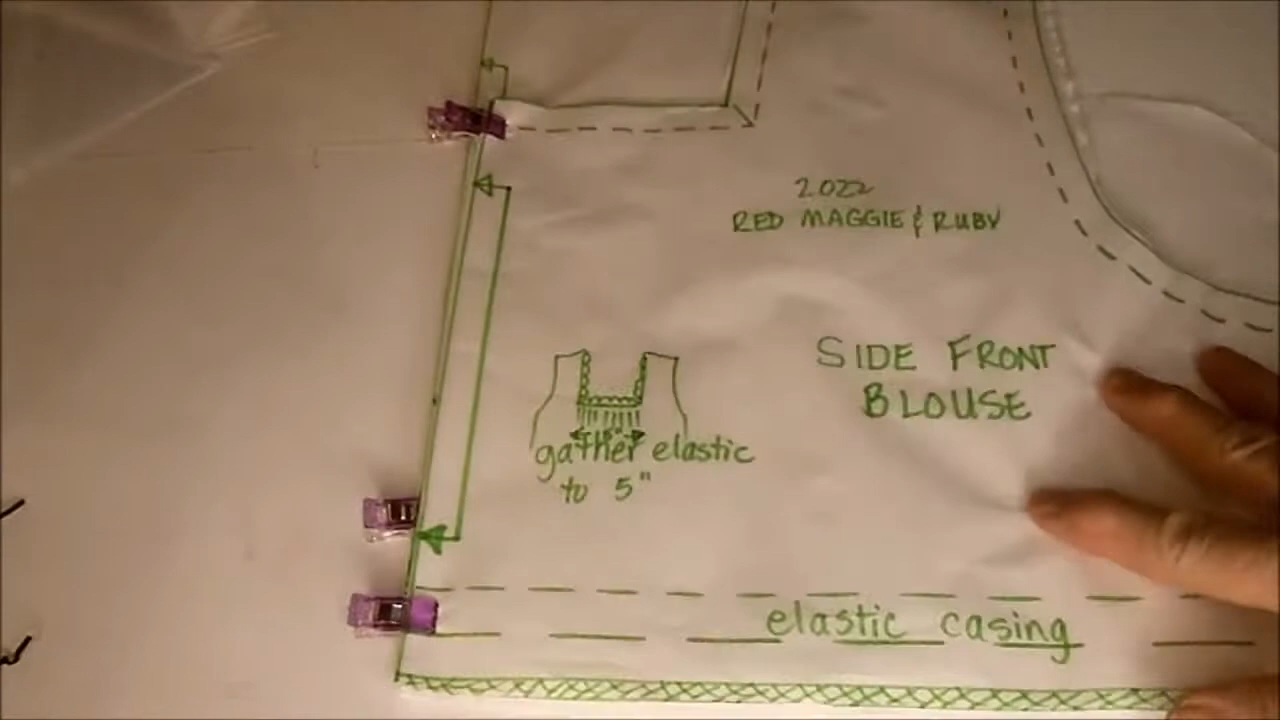 2022
RED MAGGIE & RUBY
SIDE FRONT
BLOUSE
gather elastic
to 5"
elastic casing